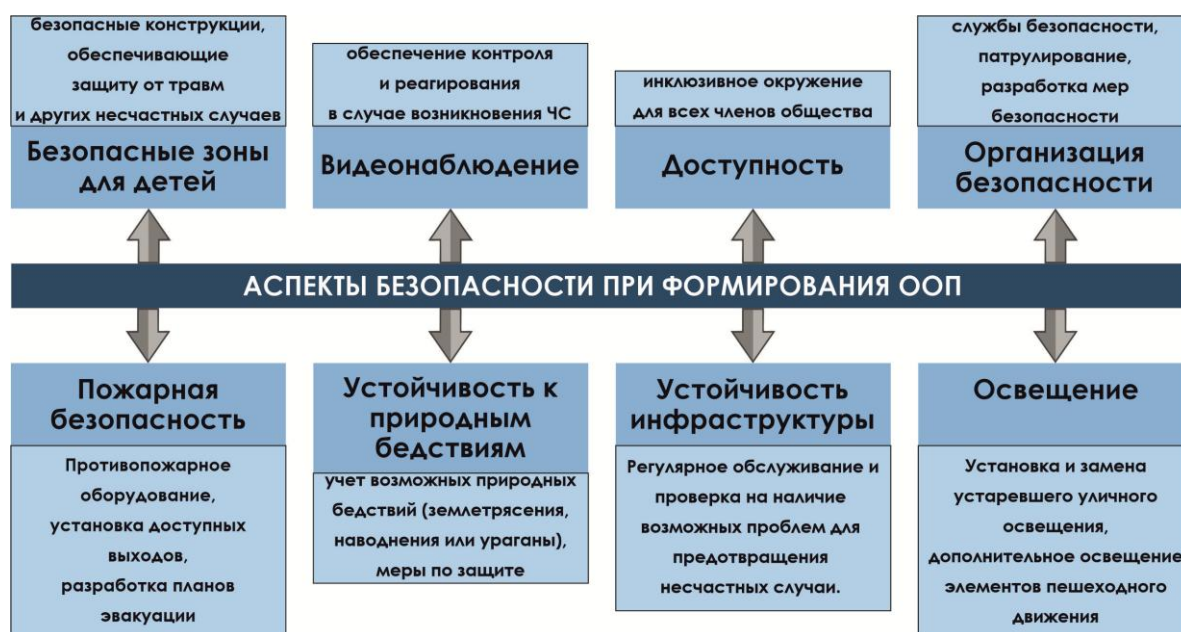 безопасные конструкции,
обеспечивающие
защиту от травм
и других несчастных случаев
Безопасные зоны
для детей
обеспечение контроля
и реагирования
в случае возникновения ЧС
Видеонаблюдение
инклюзивное окружение
для всех членов общества
Доступность
службы безопасности,
патрулирование,
разработка мер
безопасности
Организация
безопасности
АСПЕКТЫ БЕЗОПАСНОСТИ ПРИ ФОРМИРОВАНИЯ ООП
Пожарная
безопасность
Противопожарное
оборудование,
установка доступных
выходов,
разработка планов
эвакуации
Устойчивость к
природным
бедствиям
учет возможных природных
бедствий (землетрясения,
наводнения или ураганы),
меры по защите
Устойчивость
инфраструктуры
Регулярное обслуживание и
проверка на наличие
возможных проблем для
предотвращения
несчастных случаи.
Освещение
Установка и замена
устаревшего уличного
освещения,
дополнительное освещение
элементов пешеходного
движения